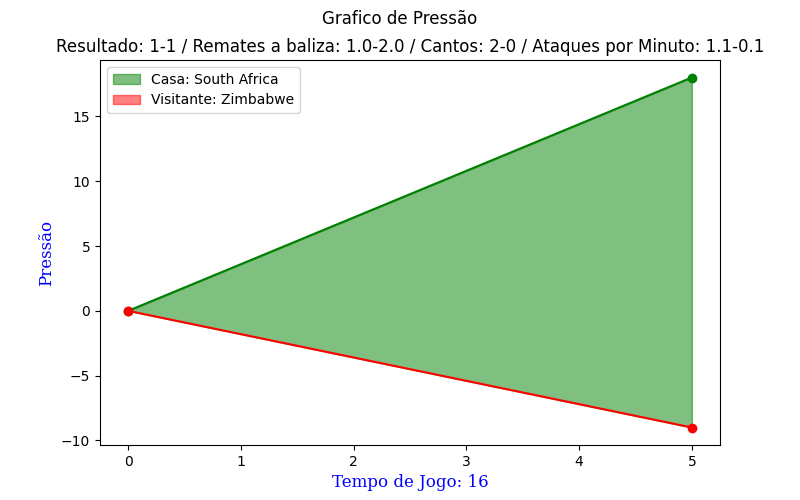 Grafico de Pressão
Resultado: 1-1 / Remates a baliza: 1.0-2.0 / Cantos: 2-0 / Ataques por Minuto: 1.1-0.1
Casa: South Africa
Visitante: Zimbabwe
Pressão
15
10
5
0
−5
−10
0 1 2 3 4 5
Tempo de Jogo: 16